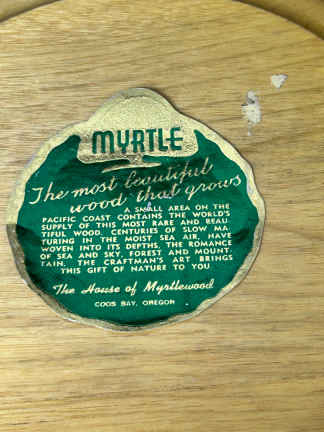 MYRTLE
The most beautiful
wood that grows
A SMALL AREA ON THE
PACIFIC COAST CONTAINS THE WORLD'S
SUPPLY OF THIS MOST RARE AND BEAU-
TIFUL WOOD. CENTURIES OF SLOW MA-
TURING IN THE MOIST SEA AIR, HAVE
WOVEN INTO ITS DEPTHS, THE ROMANCE
OF SEA AND SKY, FOREST AND MOUNT-
TAIN. THE CRAFTMAN'S ART BRINGS
THIS GIFT OF NATURE TO YOU
The House of Myrtlewood
COOS BAY, OREGON